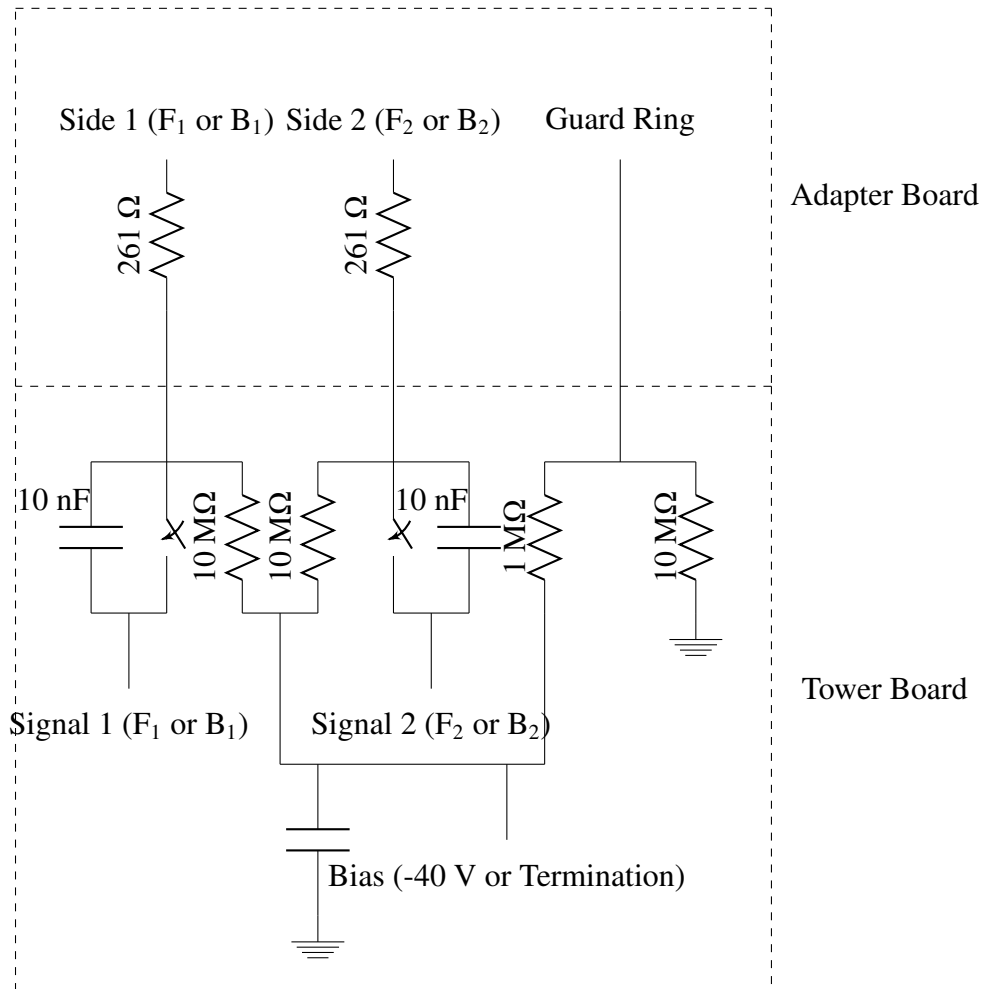 Side 1 (F₁ or B₁)
Side 2 (F₂ or B₂)
Guard Ring
261 Ω
261 Ω
Adapter Board
10 nF
10 MΩ
10 MΩ
10 nF
1 MΩ
10 MΩ
Signal 1 (F₁ or B₁)
Signal 2 (F₂ or B₂)
Tower Board
Bias (-40 V or Termination)